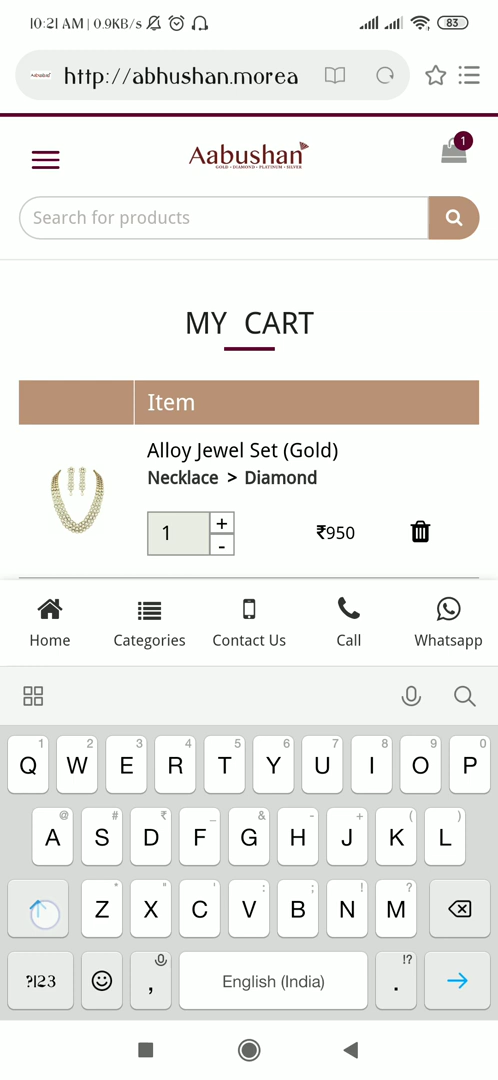 10:21 AM | 0.9KB/s 83
http://abhushan.morea
Aabushan
GOLD • DIAMOND • PLATINUM • SILVER
1
Search for products
MY CART
Item
Alloy Jewel Set (Gold)
Necklace > Diamond
1 + -
₹950
Home Categories Contact Us Call Whatsapp
1 2 3 4 5 6 7 8 9 0
Q W E R T Y U I O P
@ # ₹ _ & - + ( )
A S D F G H J K L
* " ' : ; ! ?
Z X C V B N M
?123 , English (India) !? .